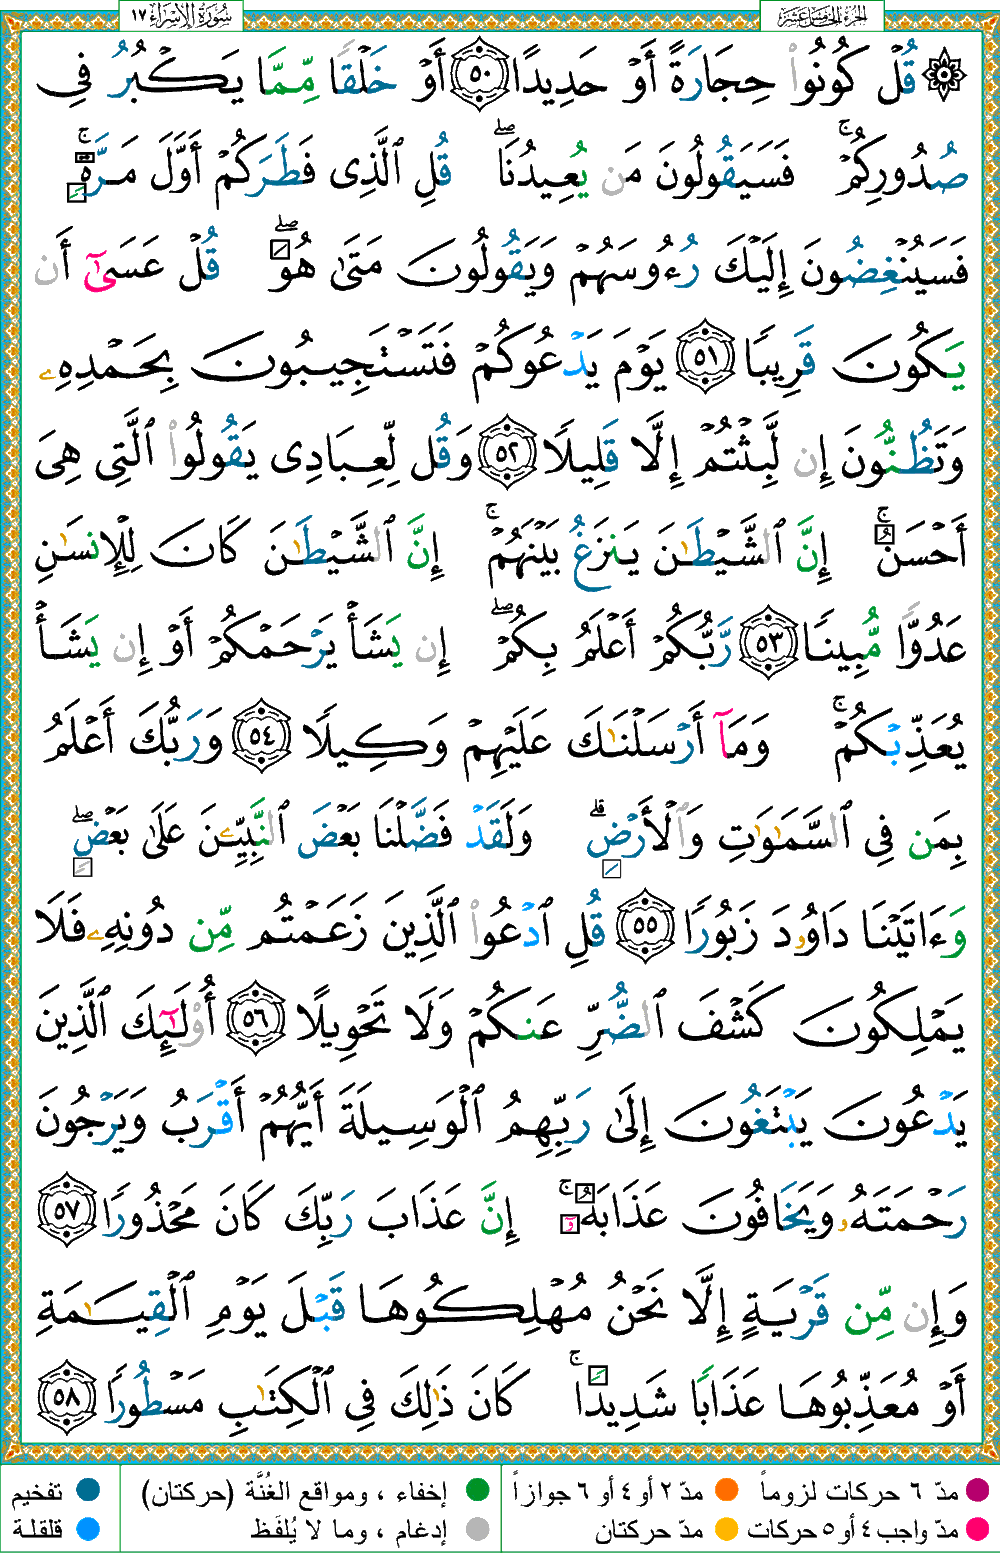 سُورَةُ الإِسْرَاءِ ١٧
الجُزءُ الخَامِسُ عَشَرَ
۞ قُلْ كُونُوا۟ حِجَارَةً أَوْ حَدِيدًا ٥٠ أَوْ خَلْقًا مِّمَّا يَكْبُرُ فِى
صُدُورِكُمْ ۚ فَسَيَقُولُونَ مَن يُعِيدُنَا ۖ قُلِ ٱلَّذِى فَطَرَكُمْ أَوَّلَ مَرَّةٍ ۚ
فَسَيُنْغِضُونَ إِلَيْكَ رُءُوسَهُمْ وَيَقُولُونَ مَتَىٰ هُوَ ۖ قُلْ عَسَىٰٓ أَن
يَكُونَ قَرِيبًا ٥١ يَوْمَ يَدْعُوكُمْ فَتَسْتَجِيبُونَ بِحَمْدِهِۦ
وَتَظُنُّونَ إِن لَّبِثْتُمْ إِلَّا قَلِيلًا ٥٢ وَقُل لِّعِبَادِى يَقُولُوا۟ ٱلَّتِى هِىَ
أَحْسَنُ ۚ إِنَّ ٱلشَّيْطَـٰنَ يَنزَغُ بَيْنَهُمْ ۚ إِنَّ ٱلشَّيْطَـٰنَ كَانَ لِلْإِنسَـٰنِ
عَدُوًّا مُّبِينًا ٥٣ رَّبُّكُمْ أَعْلَمُ بِكُمْ ۖ إِن يَشَأْ يَرْحَمْكُمْ أَوْ إِن يَشَأْ
يُعَذِّبْكُمْ ۚ وَمَآ أَرْسَلْنَـٰكَ عَلَيْهِمْ وَكِيلًا ٥٤ وَرَبُّكَ أَعْلَمُ
بِمَن فِى ٱلسَّمَـٰوَٰتِ وَٱلْأَرْضِ ۗ وَلَقَدْ فَضَّلْنَا بَعْضَ ٱلنَّبِيِّـۧنَ عَلَىٰ بَعْضٍ ۖ
وَءَاتَيْنَا دَاوُۥدَ زَبُورًا ٥٥ قُلِ ٱدْعُوا۟ ٱلَّذِينَ زَعَمْتُم مِّن دُونِهِۦ فَلَا
يَمْلِكُونَ كَشْفَ ٱلضُّرِّ عَنكُمْ وَلَا تَحْوِيلًا ٥٦ أُو۟لَـٰٓئِكَ ٱلَّذِينَ
يَدْعُونَ يَبْتَغُونَ إِلَىٰ رَبِّهِمُ ٱلْوَسِيلَةَ أَيُّهُمْ أَقْرَبُ وَيَرْجُونَ
رَحْمَتَهُۥ وَيَخَافُونَ عَذَابَهُۥٓ ۚ إِنَّ عَذَابَ رَبِّكَ كَانَ مَحْذُورًا ٥٧
وَإِن مِّن قَرْيَةٍ إِلَّا نَحْنُ مُهْلِكُوهَا قَبْلَ يَوْمِ ٱلْقِيَـٰمَةِ
أَوْ مُعَذِّبُوهَا عَذَابًا شَدِيدًا ۚ كَانَ ذَٰلِكَ فِى ٱلْكِتَـٰبِ مَسْطُورًا ٥٨
مدّ ٦ حركات لزوماً مدّ ٢ أو ٤ أو ٦ جوازاً إخفاء ، ومواقع الغُنَّة (حركتان) تفخيم
مدّ واجب ٤ أو ٥ حركات مدّ حركتان إدغام ، وما لا يُلفَظ قلقلة